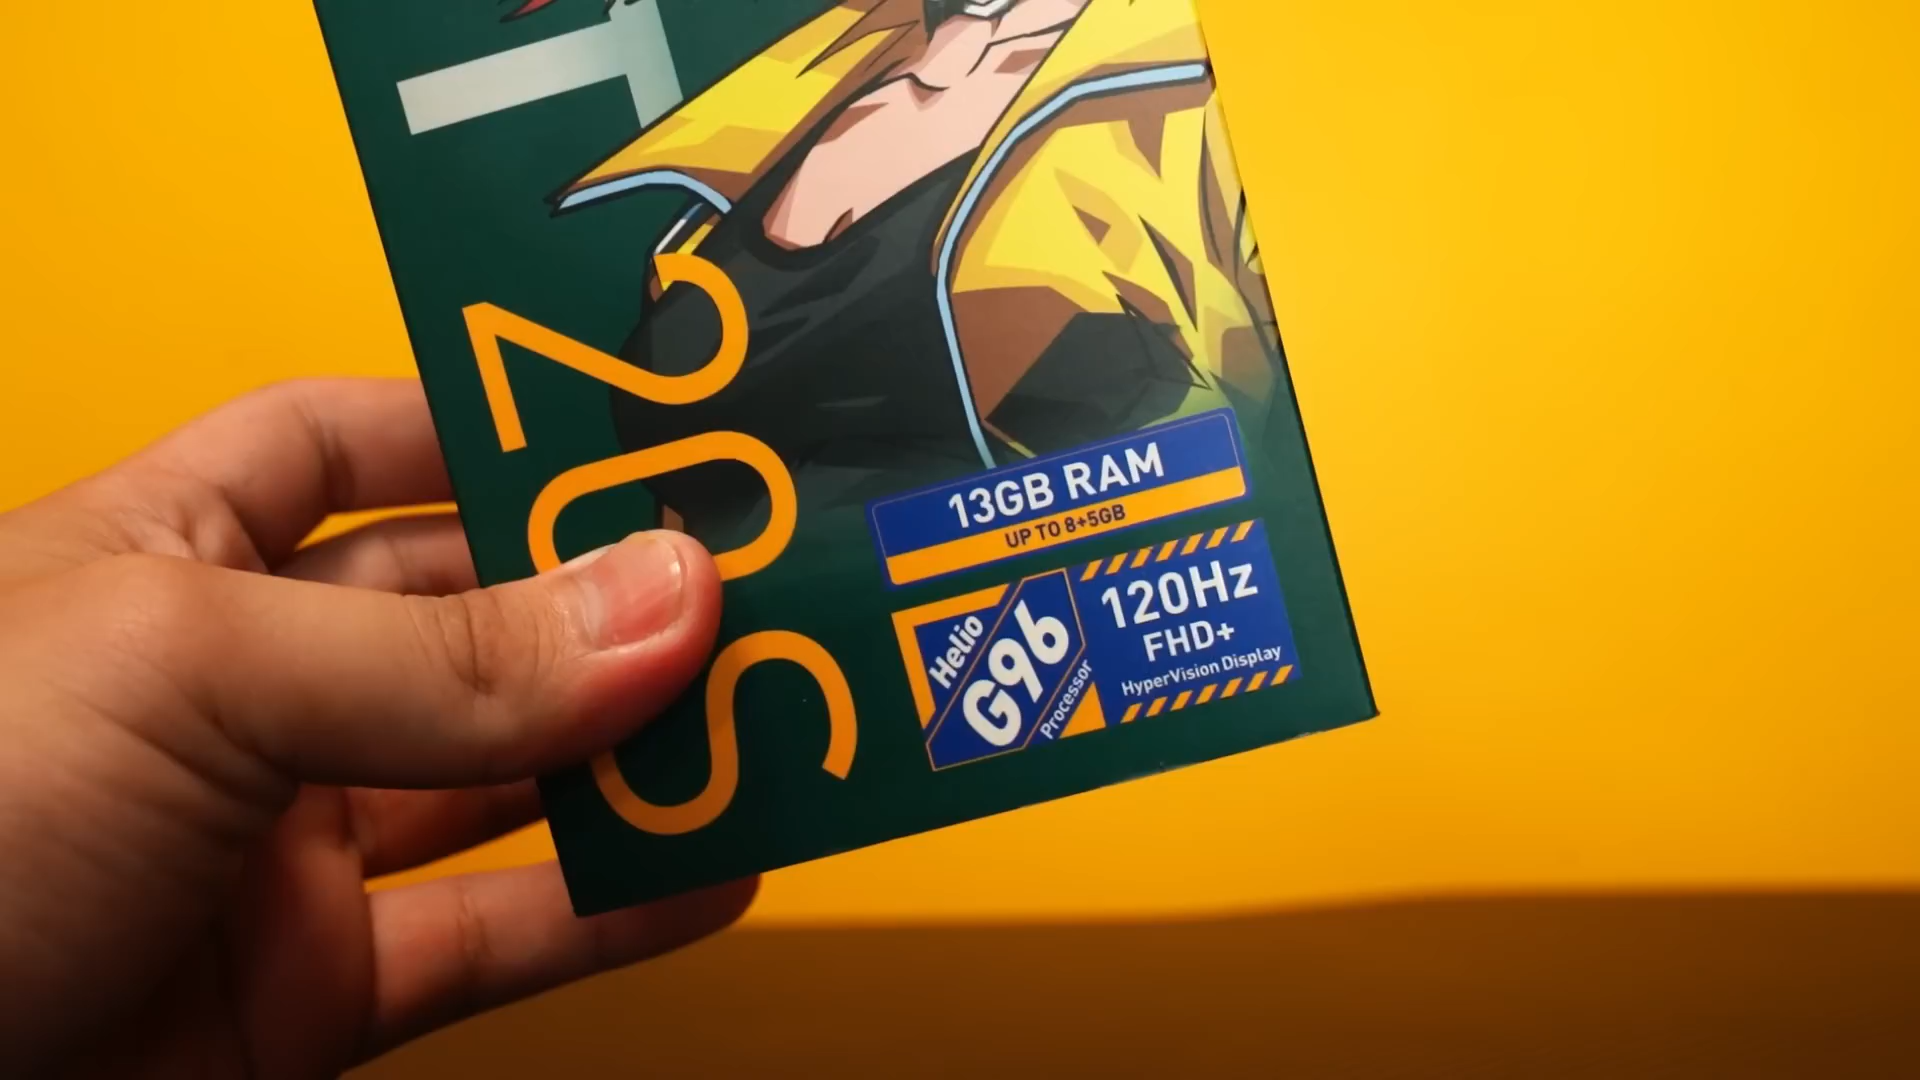 T
20S
13GB RAM
UP TO 8+5GB
Helio
G96
Processor
120Hz
FHD+
HyperVision Display